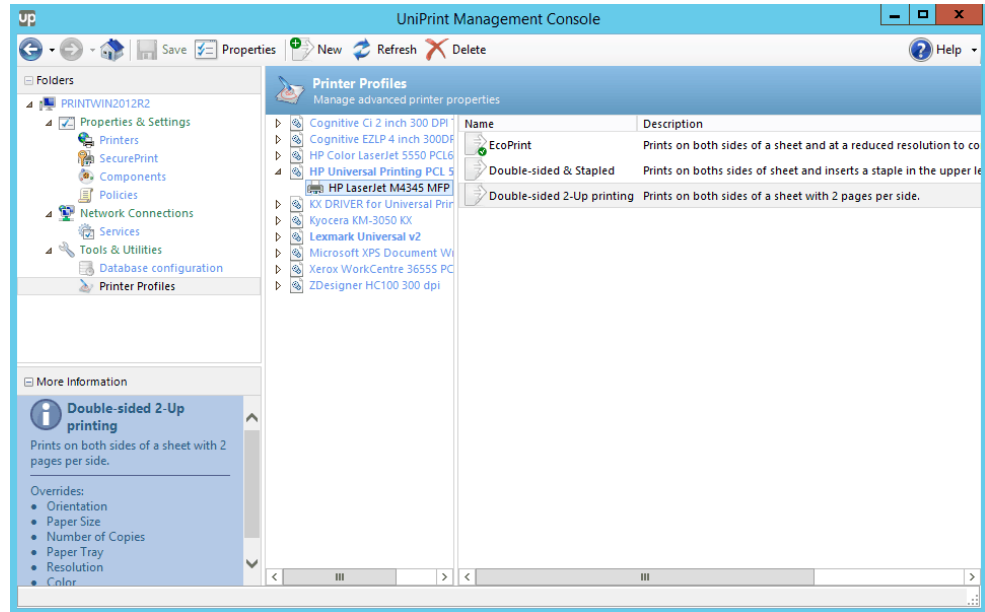 up
UniPrint Management Console
Save Properties New Refresh Delete Help
Folders
PRINTWIN2012R2
Properties & Settings
Printers
SecurePrint
Components
Policies
Network Connections
Services
Tools & Utilities
Database configuration
Printer Profiles
More Information
Double-sided 2-Up
printing
Prints on both sides of a sheet with 2
pages per side.
Overrides:
• Orientation
• Paper Size
• Number of Copies
• Paper Tray
• Resolution
• Color
Printer Profiles
Manage advanced printer properties
Cognitive Ci 2 inch 300 DPI
Cognitive EZLP 4 inch 300DP
HP Color LaserJet 5550 PCL6
HP Universal Printing PCL 5
HP LaserJet M4345 MFP
KX DRIVER for Universal Prin
Kyocera KM-3050 KX
Lexmark Universal v2
Microsoft XPS Document W
Xerox WorkCentre 3655S PC
ZDesigner HC100 300 dpi
Name Description
EcoPrint Prints on both sides of a sheet and at a reduced resolution to co
Double-sided & Stapled Prints on boths sides of sheet and inserts a staple in the upper le
Double-sided 2-Up printing Prints on both sides of a sheet with 2 pages per side.